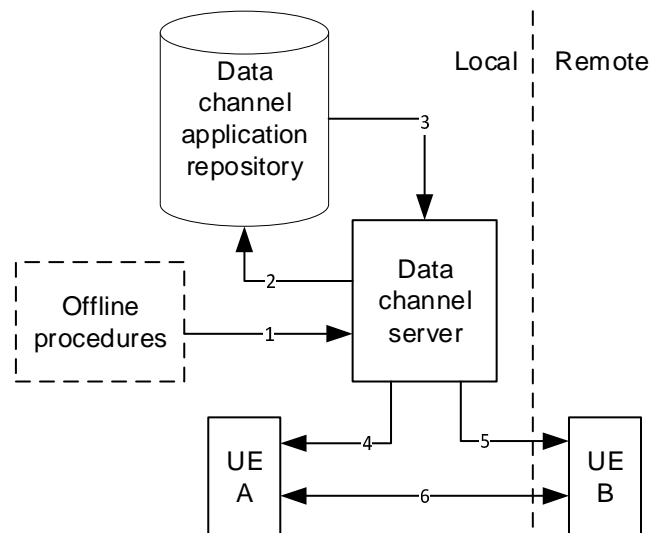 Data
channel
application
repository
Local
Remote
3
2
Data
channel
server
Offline
procedures
1
4
5
UE
A
6
UE
B